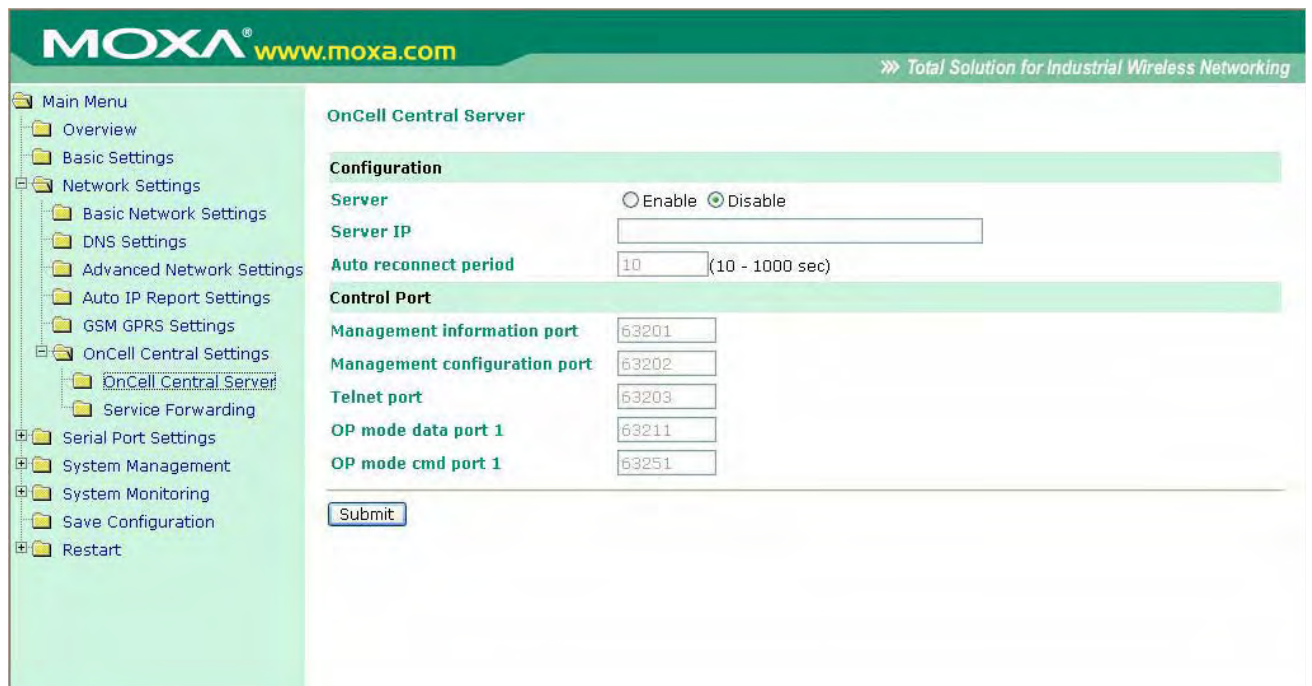 MOXA® www.moxa.com
»» Total Solution for Industrial Wireless Networking
Main Menu
Overview
Basic Settings
Network Settings
Basic Network Settings
DNS Settings
Advanced Network Settings
Auto IP Report Settings
GSM GPRS Settings
OnCell Central Settings
OnCell Central Server
Service Forwarding
Serial Port Settings
System Management
System Monitoring
Save Configuration
Restart
OnCell Central Server
Configuration
Server Enable Disable
Server IP
Auto reconnect period 10 (10 - 1000 sec)
Control Port
Management information port 63201
Management configuration port 63202
Telnet port 63203
OP mode data port 1 63211
OP mode cmd port 1 63251
Submit